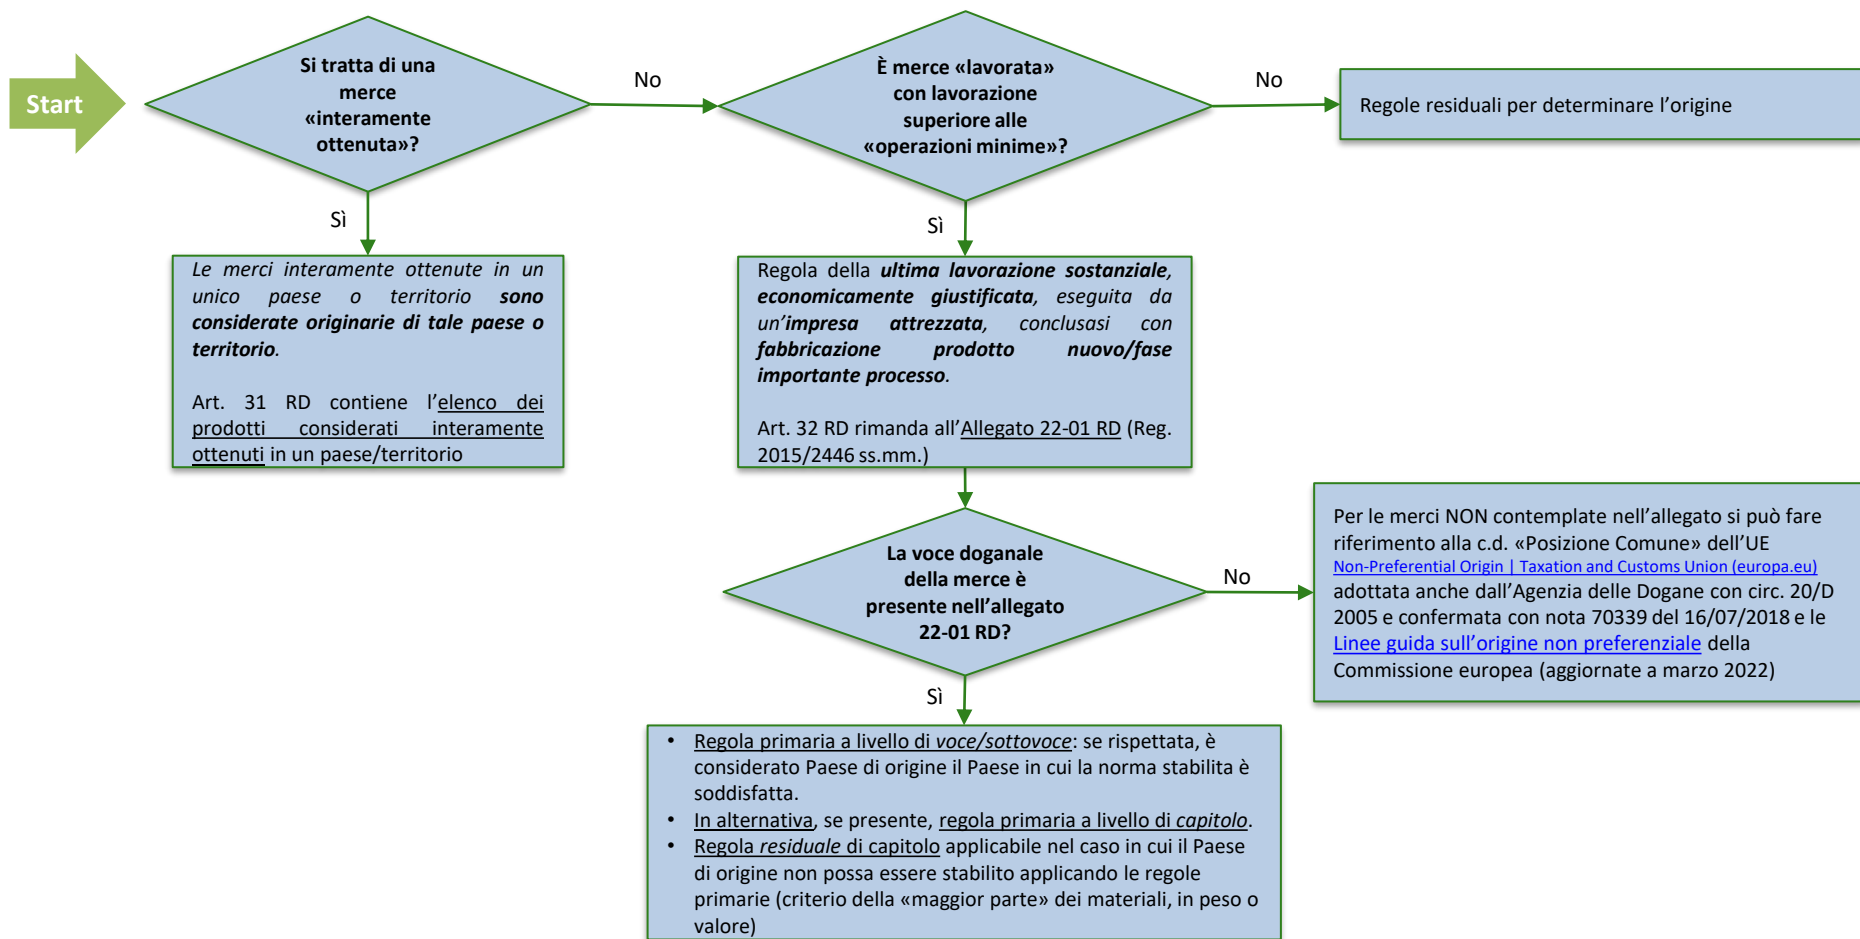 Start
Si tratta di una
merce
«interamente
ottenuta»?
No
È merce «lavorata»
con lavorazione
superiore alle
«operazioni minime»?
No
Regole residuali per determinare l’origine
Sì
Le merci interamente ottenute in un
unico paese o territorio sono
considerate originarie di tale paese o
territorio.
Art. 31 RD contiene l’elenco dei
prodotti considerati interamente
ottenuti in un paese/territorio
Sì
Regola della ultima lavorazione sostanziale,
economicamente giustificata, eseguita da
un’impresa attrezzata, conclusasi con
fabbricazione prodotto nuovo/fase
importante processo.
Art. 32 RD rimanda all’Allegato 22-01 RD (Reg.
2015/2446 ss.mm.)
La voce doganale
della merce è
presente nell’allegato
22-01 RD?
No
Per le merci NON contemplate nell’allegato si può fare
riferimento alla c.d. «Posizione Comune» dell’UE
Non-Preferential Origin | Taxation and Customs Union (europa.eu)
adottata anche dall’Agenzia delle Dogane con circ. 20/D
2005 e confermata con nota 70339 del 16/07/2018 e le
Linee guida sull’origine non preferenziale della
Commissione europea (aggiornate a marzo 2022)
Sì
• Regola primaria a livello di voce/sottovoce: se rispettata, è
considerato Paese di origine il Paese in cui la norma stabilita è
soddisfatta.
• In alternativa, se presente, regola primaria a livello di capitolo.
• Regola residuale di capitolo applicabile nel caso in cui il Paese
di origine non possa essere stabilito applicando le regole
primarie (criterio della «maggior parte» dei materiali, in peso o
valore)